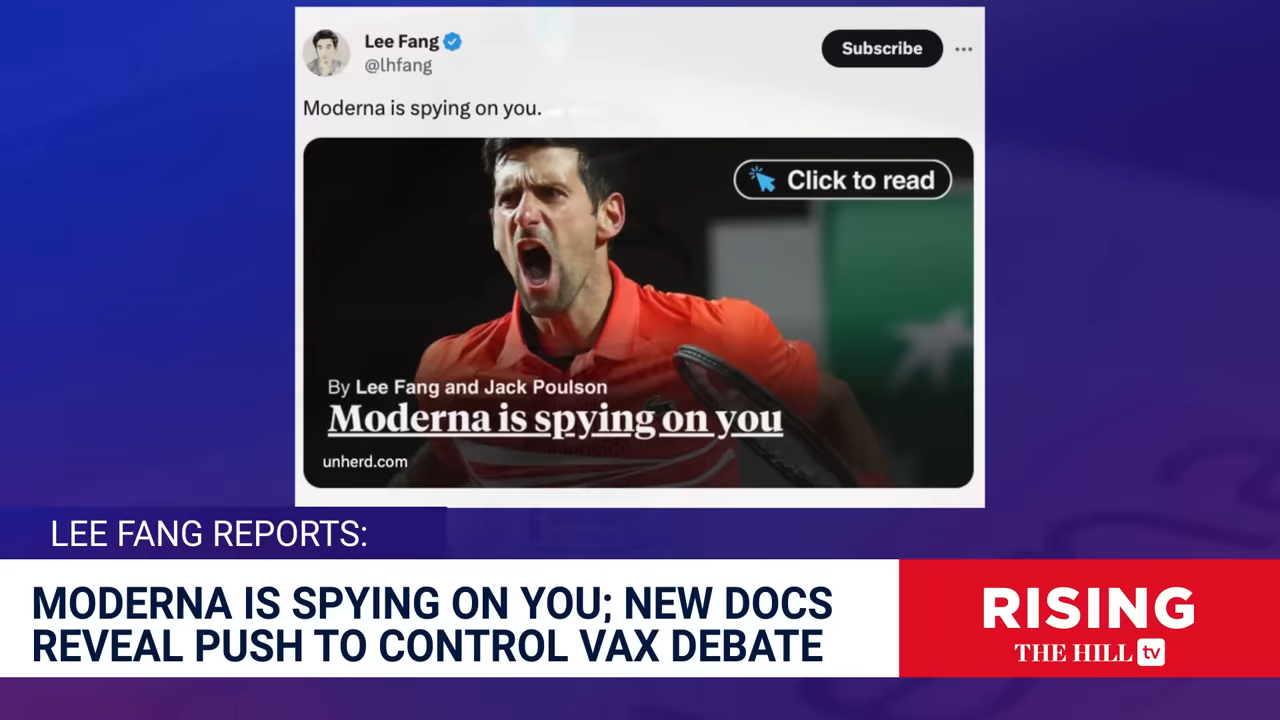 Lee Fang
@lhfang
Subscribe
Moderna is spying on you.
Click to read
By Lee Fang and Jack Poulson
Moderna is spying on you
unherd.com
LEE FANG REPORTS:
MODERNA IS SPYING ON YOU; NEW DOCS
REVEAL PUSH TO CONTROL VAX DEBATE
RISING
THE HILL tv